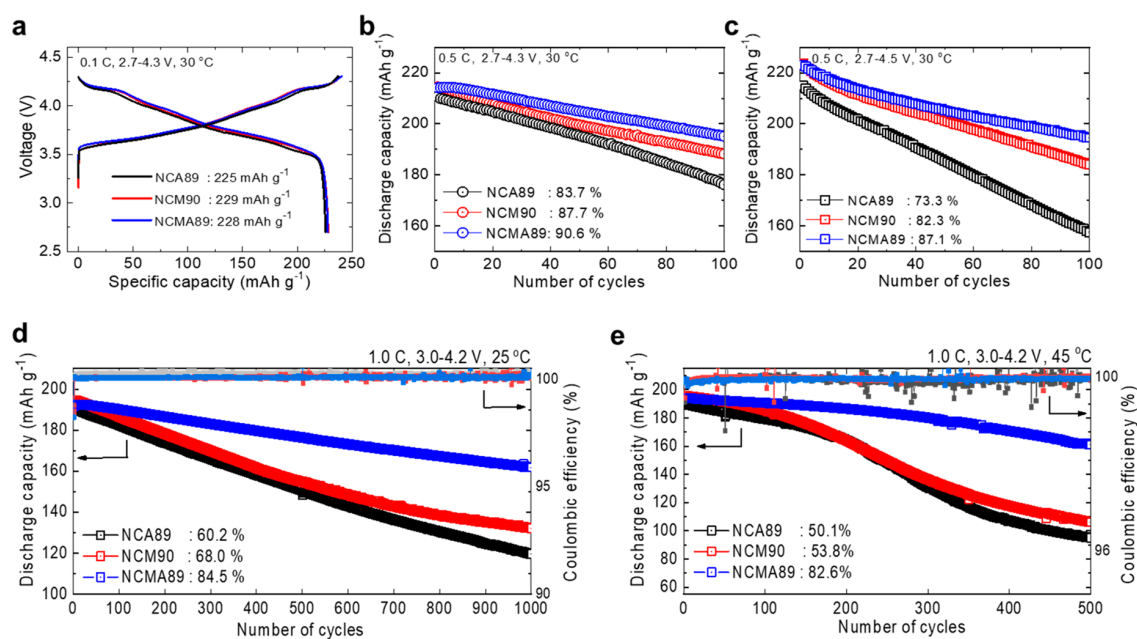 a
0.1 C, 2.7-4.3 V, 30 °C
4.5
4.0
3.5
3.0
2.5
Voltage (V)
NCA89 : 225 mAh g-1
NCM90 : 229 mAh g-1
NCMA89: 228 mAh g-1
0 50 100 150 200 250
Specific capacity (mAh g-1)
b
0.5 C, 2.7-4.3 V, 30 °C
220
200
180
160
Discharge capacity (mAh g-1)
NCA89 : 83.7 %
NCM90 : 87.7 %
NCMA89: 90.6 %
0 20 40 60 80 100
Number of cycles
c
0.5 C, 2.7-4.5 V, 30 °C
220
200
180
160
Discharge capacity (mAh g-1)
NCA89 : 73.3 %
NCM90 : 82.3 %
NCMA89 : 87.1 %
0 20 40 60 80 100
Number of cycles
d
1.0 C, 3.0-4.2 V, 25 °C
200
180
160
140
120
100
Discharge capacity (mAh g-1)
100
95
90
Coulombic efficiency (%)
NCA89 : 60.2 %
NCM90 : 68.0 %
NCMA89 : 84.5 %
0 100 200 300 400 500 600 700 800 900 1000
Number of cycles
e
1.0 C, 3.0-4.2 V, 45 °C
200
180
160
140
120
100
80
60
Discharge capacity (mAh g-1)
100
96
Coulombic efficiency (%)
NCA89 : 50.1%
NCM90 : 53.8%
NCMA89 : 82.6%
0 100 200 300 400 500
Number of cycles